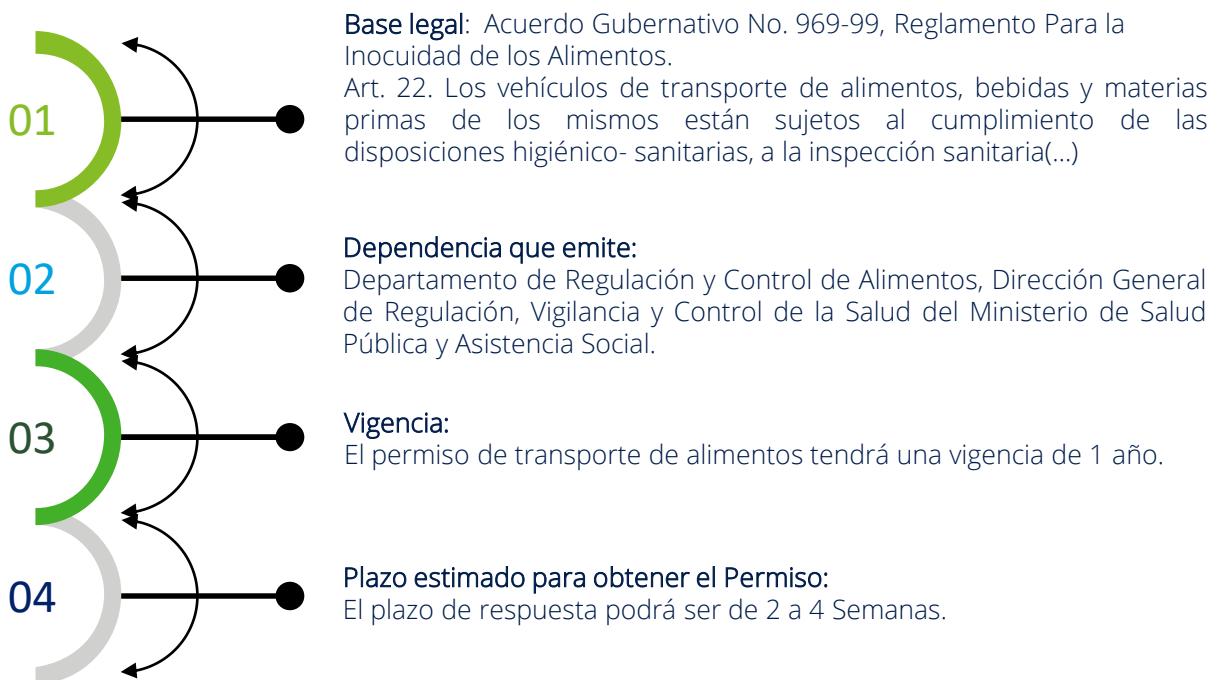 01
Base legal: Acuerdo Gubernativo No. 969-99, Reglamento Para la
Inocuidad de los Alimentos.
Art. 22. Los vehículos de transporte de alimentos, bebidas y materias
primas de los mismos están sujetos al cumplimiento de las
disposiciones higiénico- sanitarias, a la inspección sanitaria(...)
02
Dependencia que emite:
Departamento de Regulación y Control de Alimentos, Dirección General
de Regulación, Vigilancia y Control de la Salud del Ministerio de Salud
Pública y Asistencia Social.
03
Vigencia:
El permiso de transporte de alimentos tendrá una vigencia de 1 año.
04
Plazo estimado para obtener el Permiso:
El plazo de respuesta podrá ser de 2 a 4 Semanas.